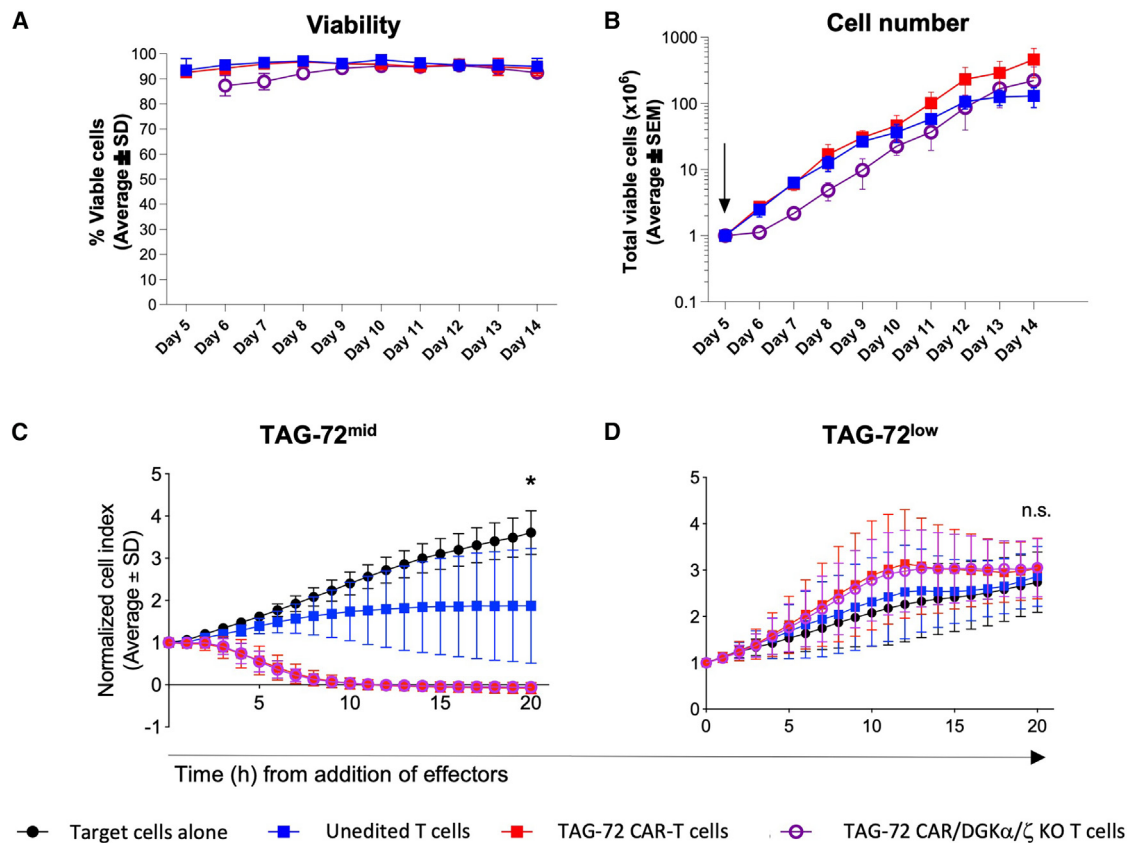 A
Viability
% Viable cells
(Average ± SD)
100
90
80
70
60
50
40
30
20
10
0
Day 5
Day 6
Day 7
Day 8
Day 9
Day 10
Day 11
Day 12
Day 13
Day 14
B
Cell number
Total viable cells (x10⁶)
(Average ± SEM)
1000
100
10
1
0.1
Day 5
Day 6
Day 7
Day 8
Day 9
Day 10
Day 11
Day 12
Day 13
Day 14
C
TAG-72ᵐⁱᵈ
Normalized cell index
(Average ± SD)
5
4
3
2
1
0
-1
5
10
15
20
*
D
TAG-72ˡᵒʷ
5
4
3
2
1
0
0
5
10
15
20
n.s.
Time (h) from addition of effectors
Target cells alone
Unedited T cells
TAG-72 CAR-T cells
TAG-72 CAR/DGKα/ζ KO T cells